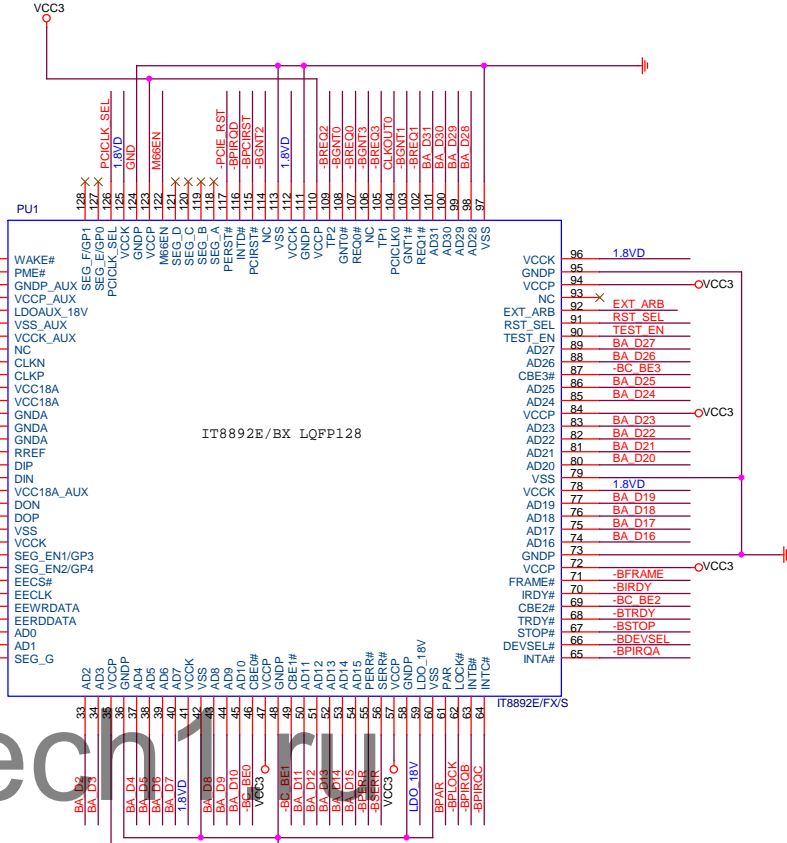 VCC3
PCICLK_SEL
1.8VD
GND
M66EN
-PCIE_RST
-BPIRQD
-BPCIRST
-BGNT2
1.8VD
-BREQ2
-BGNT0
-BREQ0
-BGNT3
-BREQ3
CLKOUT0
-BGNT1
-BREQ1
BA_D31
BA_D30
BA_D29
BA_D28
128
127
126
125
124
123
122
121
120
119
118
117
116
115
114
113
112
111
110
109
108
107
106
105
104
103
102
101
100
99
98
97
PU1
SEG_F/GP1
SEG_E/GP0
PCICLK_SEL
VCCK
GNDP
VCCP
M66EN
SEG_D
SEG_C
SEG_B
SEG_A
PERST#
INTD#
PCIRST#
NC
VSS
VCCK
GNDP
VCCP
TP2
GNT0#
REQ0#
NC
TP1
PCICLK0
GNT1#
REQ1#
AD31
AD30
AD29
AD28
VSS
WAKE#
PME#
GNDP_AUX
VCCP_AUX
LDOAUX_18V
VSS_AUX
VCCK_AUX
NC
CLKN
CLKP
VCC18A
VCC18A
GNDA
GNDA
GNDA
RREF
DIP
DIN
VCC18A_AUX
DON
DOP
VSS
VCCK
SEG_EN1/GP3
SEG_EN2/GP4
EECS#
EECLK
EEWRDATA
EERDDATA
AD0
AD1
SEG_G
IT8892E/BX LQFP128
VCCK 96 1.8VD
GNDP 95
VCCP 94 VCC3
NC 93
EXT_ARB 92 EXT_ARB
RST_SEL 91 RST_SEL
TEST_EN 90 TEST_EN
AD27 89 BA_D27
AD26 88 BA_D26
CBE3# 87 -BC_BE3
AD25 86 BA_D25
AD24 85 BA_D24
VCCP 84 VCC3
AD23 83 BA_D23
AD22 82 BA_D22
AD21 81 BA_D21
AD20 80 BA_D20
VSS 79
VCCK 78 1.8VD
AD19 77 BA_D19
AD18 76 BA_D18
AD17 75 BA_D17
AD16 74 BA_D16
GNDP 73
VCCP 72 VCC3
FRAME# 71 -BFRAME
IRDY# 70 -BIRDY
CBE2# 69 -BC_BE2
TRDY# 68 -BTRDY
STOP# 67 -BSTOP
DEVSEL# 66 -BDEVSEL
INTA# 65 -BPIRQA
AD2
AD3
VCCP
GNDP
AD4
AD5
AD6
AD7
VCCK
VSS
AD8
AD9
AD10
CBE0#
VCCP
GNDP
CBE1#
AD11
AD12
AD13
AD14
AD15
PERR#
SERR#
VCCP
GNDP
LDO_18V
VSS
PAR
LOCK#
INTB#
INTC#
IT8892E/FX/S
33
34
35
36
37
38
39
40
41
42
43
44
45
46
47
48
49
50
51
52
53
54
55
56
57
58
59
60
61
62
63
64
BA_D2
BA_D3
BA_D4
BA_D5
BA_D6
BA_D7
1.8VD
BA_D8
BA_D9
BA_D10
-BC_BE0
VCC3
-BC_BE1
BA_D11
BA_D12
BA_D13
BA_D14
BA_D15
-BPERR
-BSERR
VCC3
LDO_18V
BPAR
-BPLOCK
-BPIRQB
-BPIRQC
ech1.ru